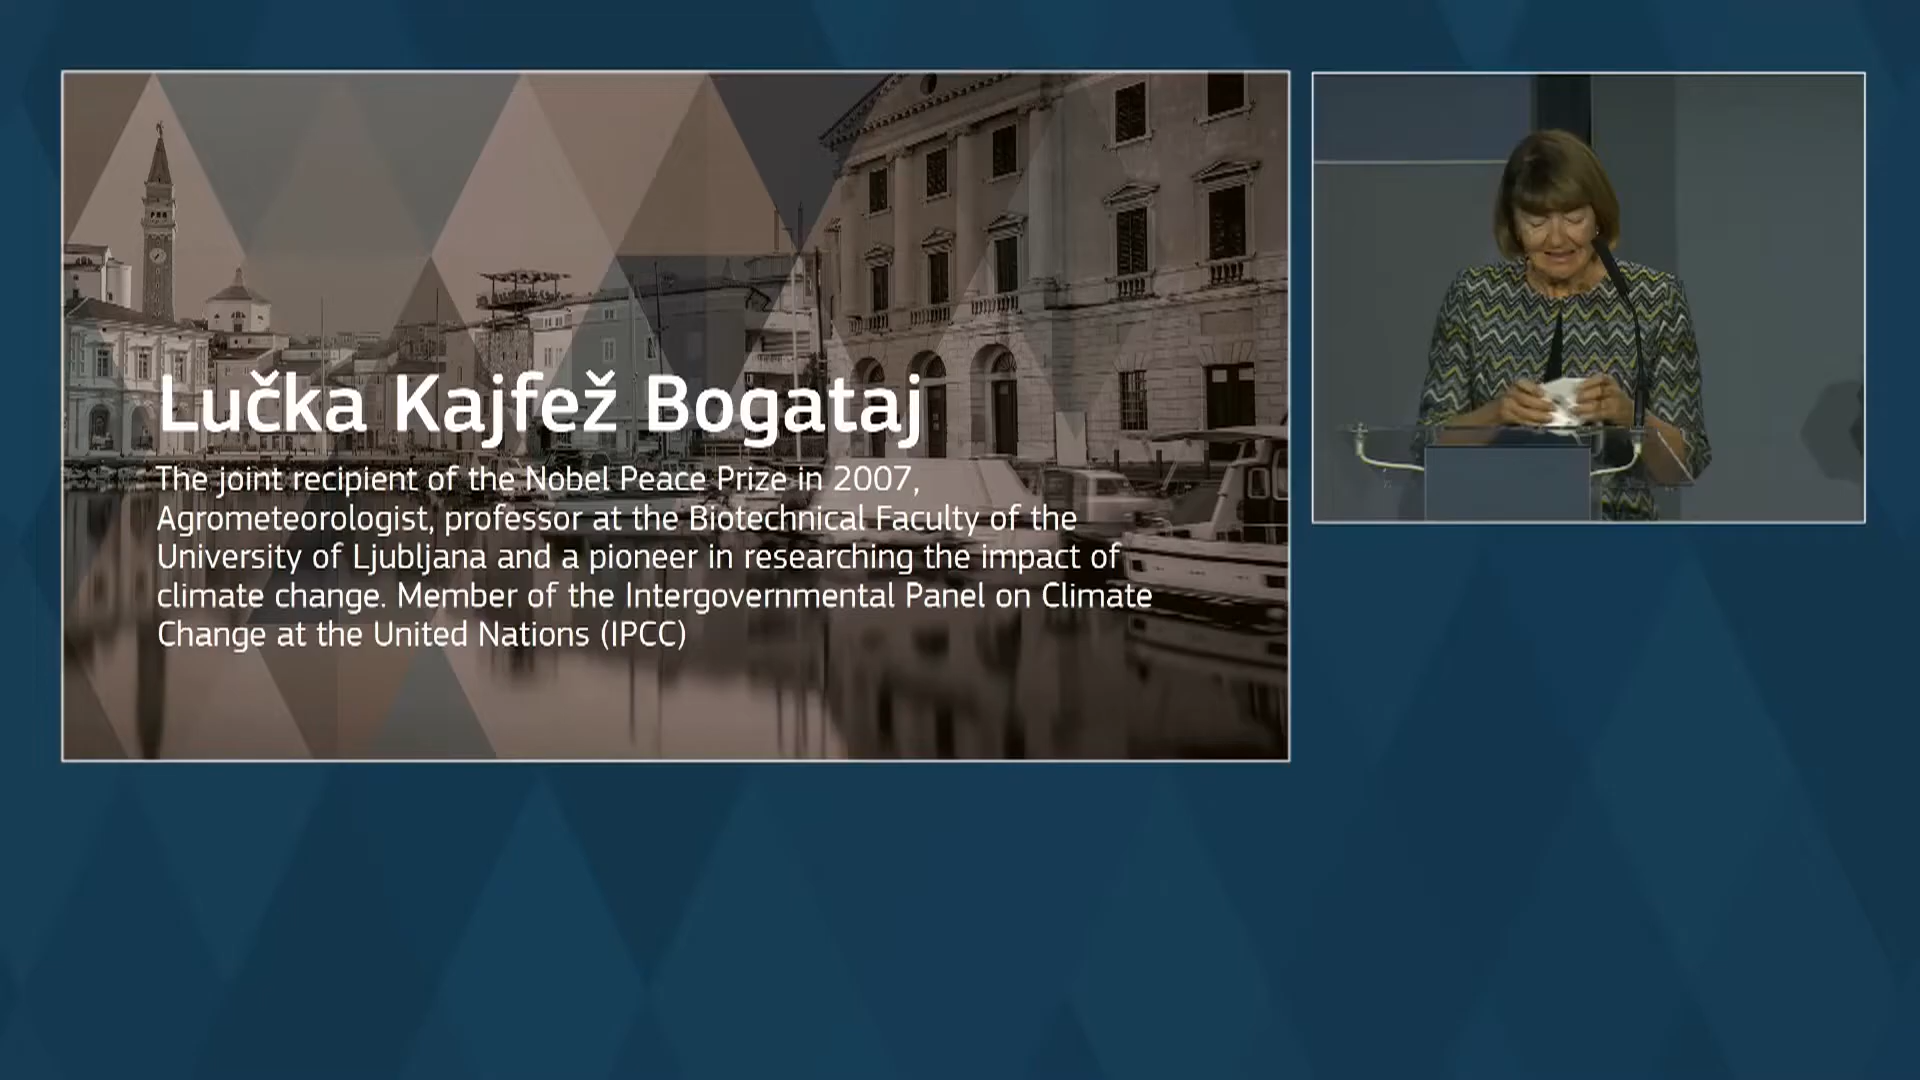 Lučka Kajfež Bogataj
The joint recipient of the Nobel Peace Prize in 2007,
Agrometeorologist, professor at the Biotechnical Faculty of the
University of Ljubljana and a pioneer in researching the impact of
climate change. Member of the Intergovernmental Panel on Climate
Change at the United Nations (IPCC)